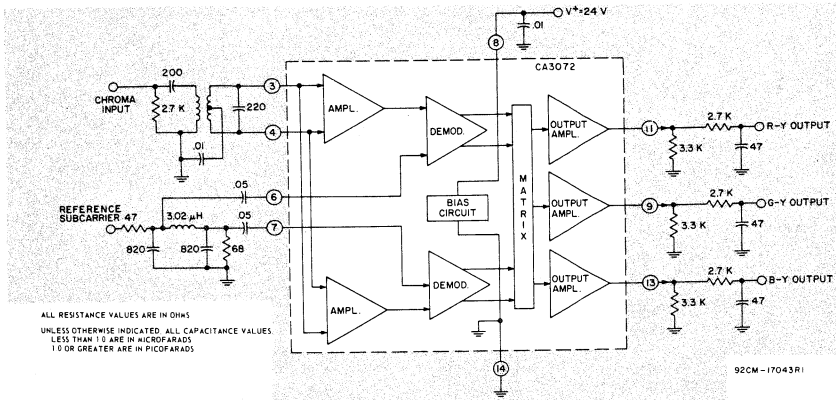 V+=24 V
.01
8
CA3072
200
CHROMA
INPUT
2.7 K
220
.01
3
4
AMPL.
DEMOD.
MATRIX
OUTPUT
AMPL.
11
2.7 K
R-Y OUTPUT
3.3 K
47
.05
6
BIAS
CIRCUIT
OUTPUT
AMPL.
9
2.7 K
G-Y OUTPUT
3.3 K
47
REFERENCE
SUBCARRIER
47
3.02 μH
.05
7
820
820
68
AMPL.
DEMOD.
OUTPUT
AMPL.
13
2.7 K
B-Y OUTPUT
3.3 K
47
14
ALL RESISTANCE VALUES ARE IN OHMS
UNLESS OTHERWISE INDICATED, ALL CAPACITANCE VALUES
LESS THAN 1.0 ARE IN MICROFARADS
1.0 OR GREATER ARE IN PICOFARADS
92CM-17043R1